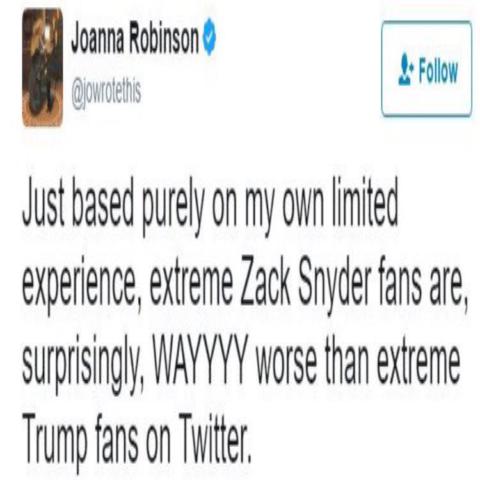 Joanna Robinson
@jowrotethis
Follow
Just based purely on my own limited
experience, extreme Zack Snyder fans are,
surprisingly, WAYYYY worse than extreme
Trump fans on Twitter.